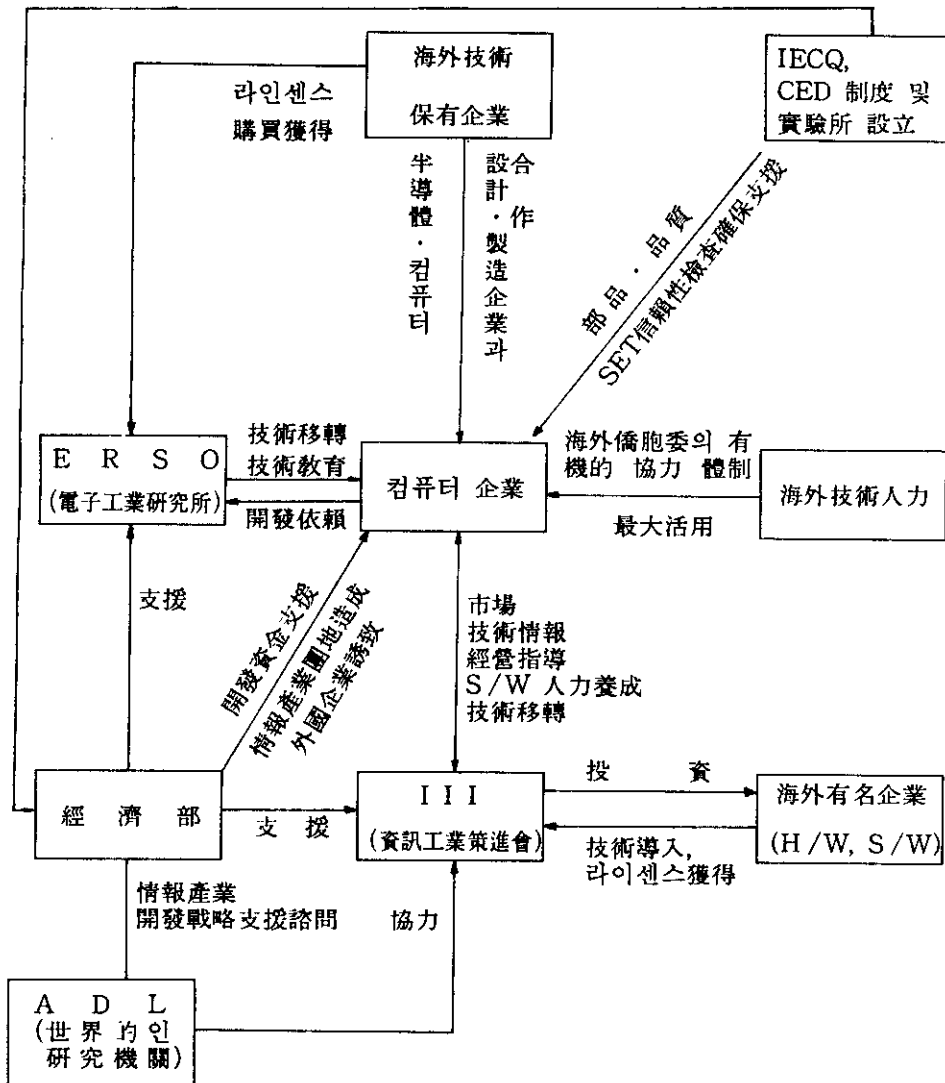 海外技術
保有企業
IECQ,
CED 制度 및
實驗所 設立
라인센스
購買獲得
半導體·컴퓨터
設計·製造企業과
合作
部品·品質
SET信賴性檢査確保支援
E R S O
(電子工業硏究所)
技術移轉
技術敎育
開發依賴
컴퓨터 企業
海外僑胞委의 有
機的 協力 體制
最大活用
海外技術人力
支援
開發資金支援
情報產業團地造成
外國企業誘致
市場
技術情報
經營指導
S/W 人力養成
技術移轉
經 濟 部
支 援
I I I
(資訊工業策進會)
投 資
技術導入,
라이센스獲得
海外有名企業
(H/W, S/W)
情報產業
開發戰略支援諮問
協力
A D L
(世界的인
硏究機關)